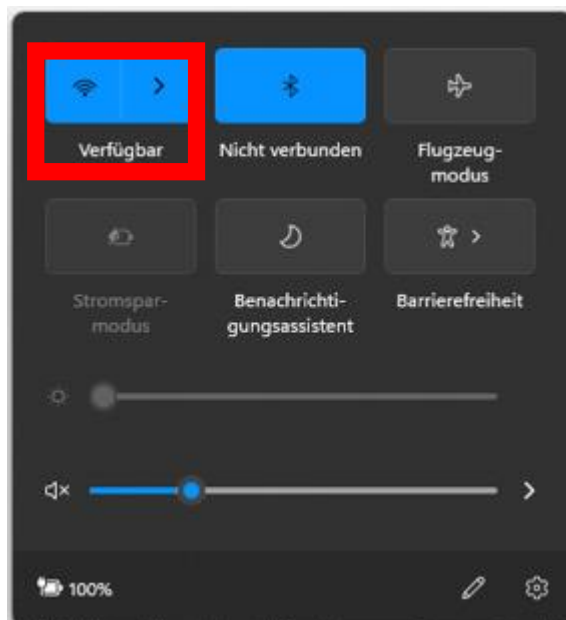 Verfügbar
Nicht verbunden
Flugzeug-
modus
Stromspar-
modus
Benachrichti-
gungsassistent
Barrierefreiheit
100%